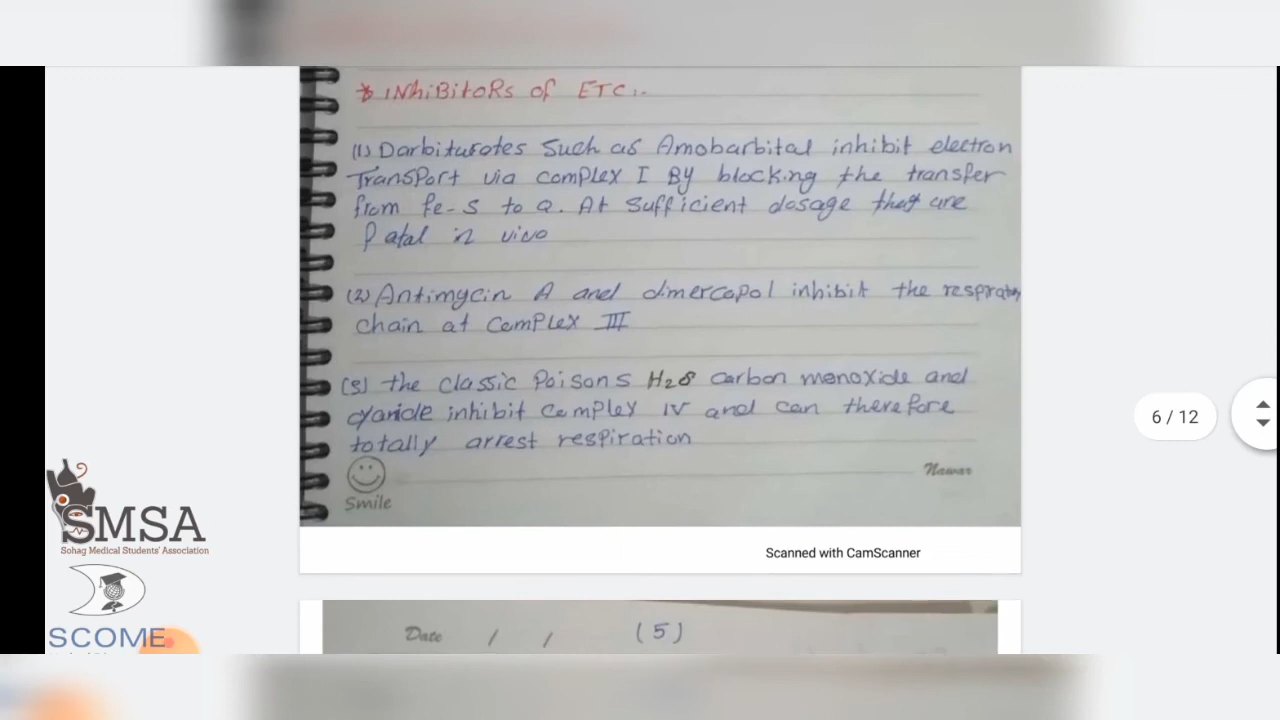 * INhiBitoRs of ETC:-
(1) Darbiturates Such as Amobarbital inhibit electron
Transport via complex I By blocking the transfer
from fe-S to Q. At Sufficient dosage they are
fatal in vivo
(2) Antimycin A and dimercapol inhibit the respratory
chain at complex III
(3) the classic Poisons H2S carbon monoxide and
cyanide inhibit Complex IV and can therefore
totally arrest respiration
Nawar
Smile
6 / 12
SMSA
Sohag Medical Students' Association
Scanned with CamScanner
SCOME.
Date / / (5)